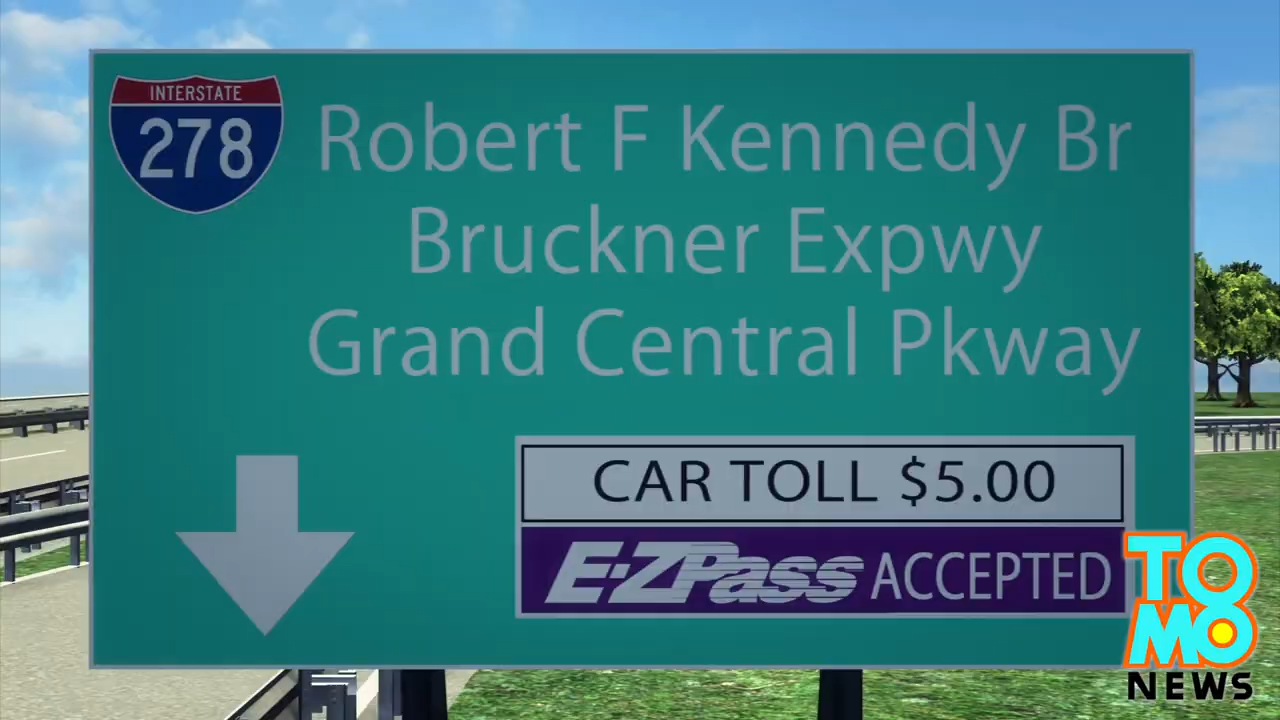 INTERSTATE
278
Robert F Kennedy Br
Bruckner Expwy
Grand Central Pkway
CAR TOLL $5.00
E-ZPass ACCEPTED
TOMO
NEWS